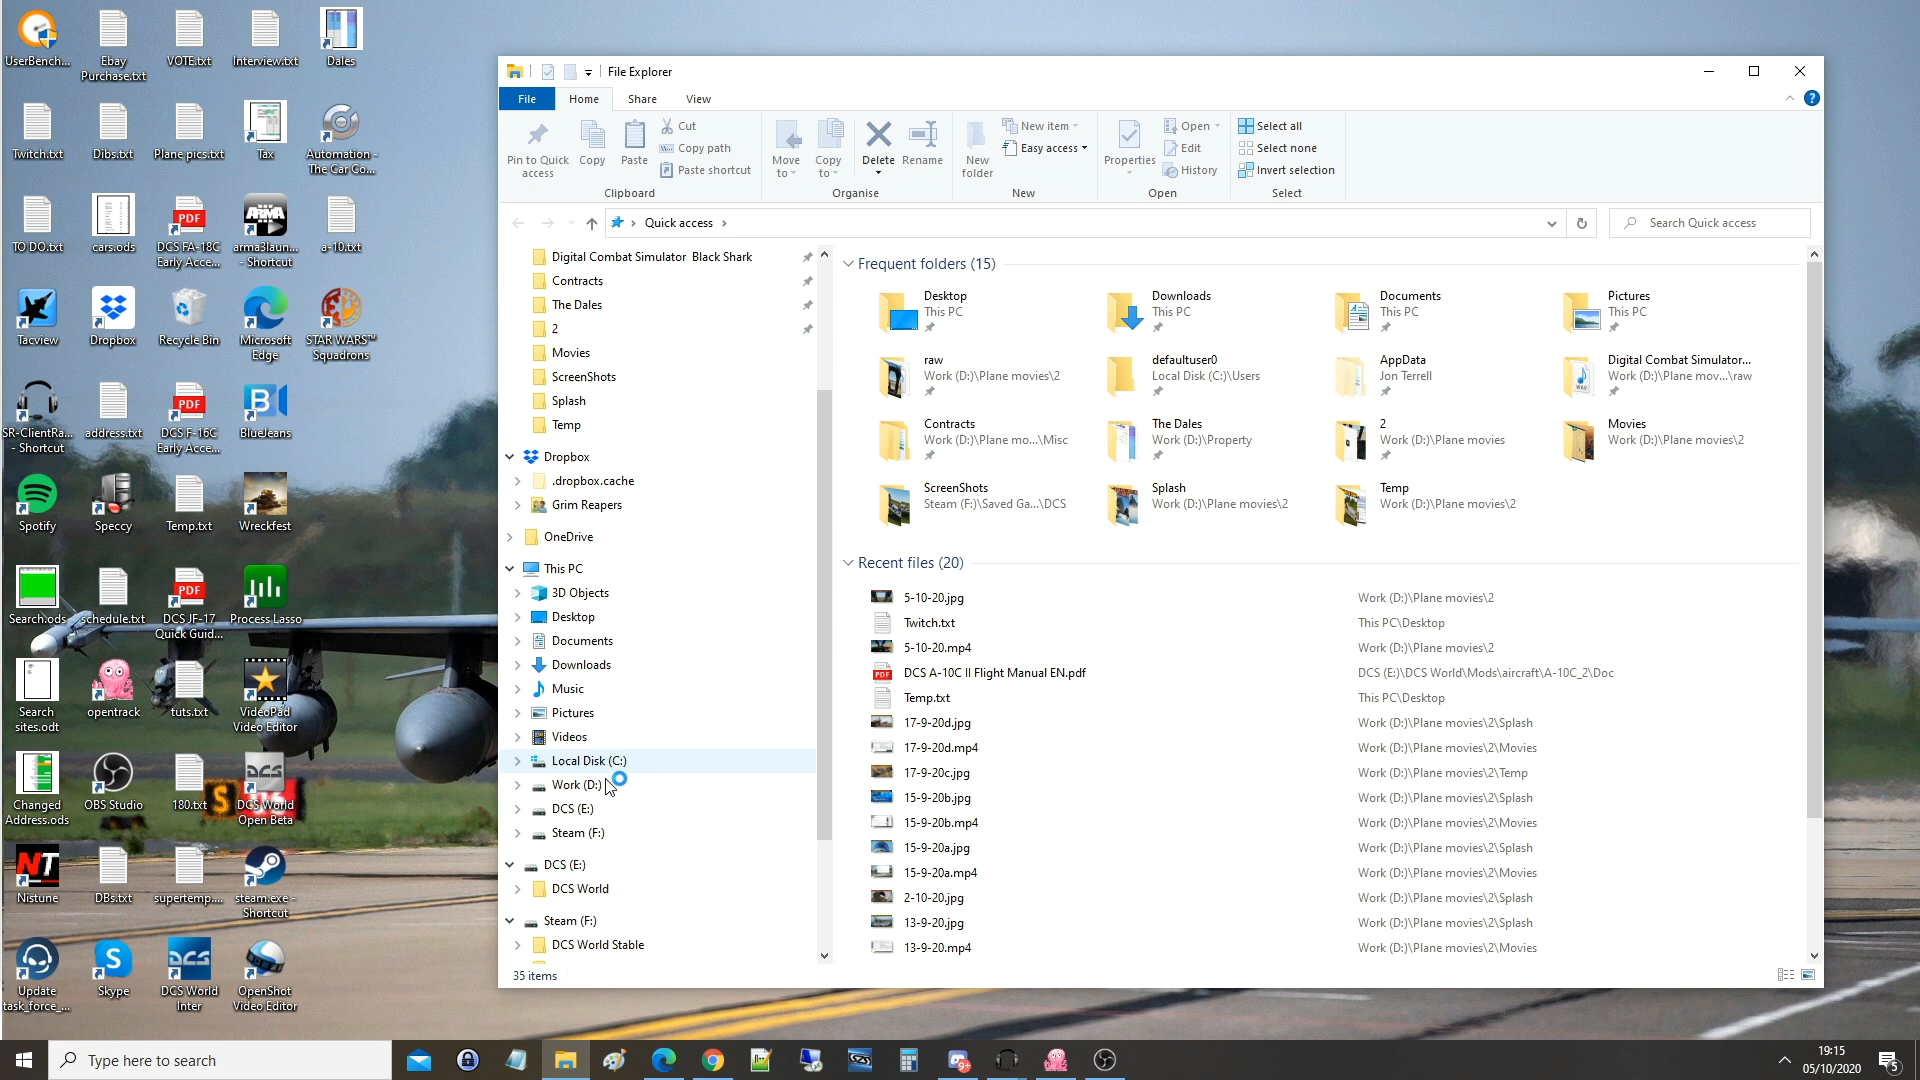 UserBench...
Ebay
Purchase.txt
VOTE.txt
Interview.txt
Dales
Twitch.txt
Dibs.txt
Plane pics.txt
Tax
Automation -
The Car Co...
TO DO.txt
cars.ods
PDF
DCS FA-18C
Early Acce...
ARMA
arma3laun...
- Shortcut
a-10.txt
Tacview
Dropbox
Recycle Bin
Microsoft
Edge
STAR WARS™
Squadrons
SR-ClientRa...
- Shortcut
address.txt
PDF
DCS F-16C
Early Acce...
B
BlueJeans
Spotify
Speccy
Temp.txt
Wreckfest
Search.ods
schedule.txt
PDF
DCS JF-17
Quick Guid...
Process Lasso
Search
sites.odt
opentrack
tuts.txt
VideoPad
Video Editor
Changed
Address.ods
OBS Studio
180.txt
S
DCS
DCS World
Open Beta
NT
Nistune
DBs.txt
supertemp....
steam.exe -
Shortcut
Update
task_force_...
S
Skype
DCS
DCS World
Inter
OpenShot
Video Editor
File Explorer
File
Home
Share
View
?
Pin to Quick
access
Copy
Paste
Cut
Copy path
Paste shortcut
Clipboard
Move
to
Copy
to
Delete
Rename
Organise
New
folder
New item
Easy access
New
Properties
Open
Edit
History
Open
Select all
Select none
Invert selection
Select
Quick access
Search Quick access
Digital Combat Simulator Black Shark
Contracts
The Dales
2
Movies
ScreenShots
Splash
Temp
Dropbox
.dropbox.cache
Grim Reapers
OneDrive
This PC
3D Objects
Desktop
Documents
Downloads
Music
Pictures
Videos
Local Disk (C:)
Work (D:)
DCS (E:)
Steam (F:)
DCS (E:)
DCS World
Steam (F:)
DCS World Stable
35 items
Frequent folders (15)
Desktop
This PC
Downloads
This PC
Documents
This PC
Pictures
This PC
raw
Work (D:)\Plane movies\2
defaultuser0
Local Disk (C:)\Users
AppData
Jon Terrell
WAV
Digital Combat Simulator...
Work (D:)\Plane mov...\raw
Contracts
Work (D:)\Plane mo...\Misc
The Dales
Work (D:)\Property
2
Work (D:)\Plane movies
Movies
Work (D:)\Plane movies\2
ScreenShots
Steam (F:)\Saved Ga...\DCS
Splash
Work (D:)\Plane movies\2
Temp
Work (D:)\Plane movies\2
Recent files (20)
5-10-20.jpg Work (D:)\Plane movies\2
Twitch.txt This PC\Desktop
5-10-20.mp4 Work (D:)\Plane movies\2
PDF
DCS A-10C II Flight Manual EN.pdf DCS (E:)\DCS World\Mods\aircraft\A-10C_2\Doc
Temp.txt This PC\Desktop
17-9-20d.jpg Work (D:)\Plane movies\2\Splash
17-9-20d.mp4 Work (D:)\Plane movies\2\Movies
17-9-20c.jpg Work (D:)\Plane movies\2\Temp
15-9-20b.jpg Work (D:)\Plane movies\2\Splash
15-9-20b.mp4 Work (D:)\Plane movies\2\Movies
15-9-20a.jpg Work (D:)\Plane movies\2\Splash
15-9-20a.mp4 Work (D:)\Plane movies\2\Movies
2-10-20.jpg Work (D:)\Plane movies\2\Splash
13-9-20.jpg Work (D:)\Plane movies\2\Splash
13-9-20.mp4 Work (D:)\Plane movies\2\Movies
Type here to search
9+
19:15
05/10/2020
5